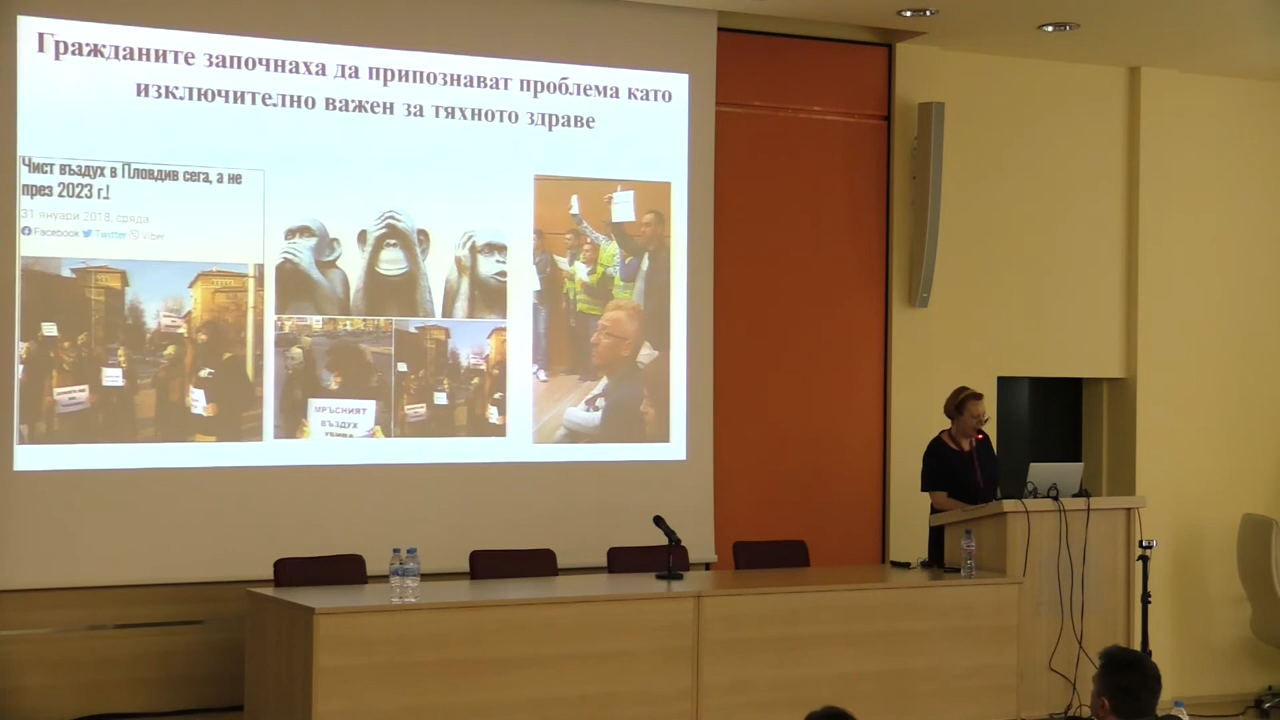 Гражданите започнаха да припознават проблема като
изключително важен за тяхното здраве
Чист въздух в Пловдив сега, а не
през 2023 г.!
31 януари 2018, сряда
Facebook Twitter Viber
МРЪСНИЯТ
ВЪЗДУХ
УБИВА